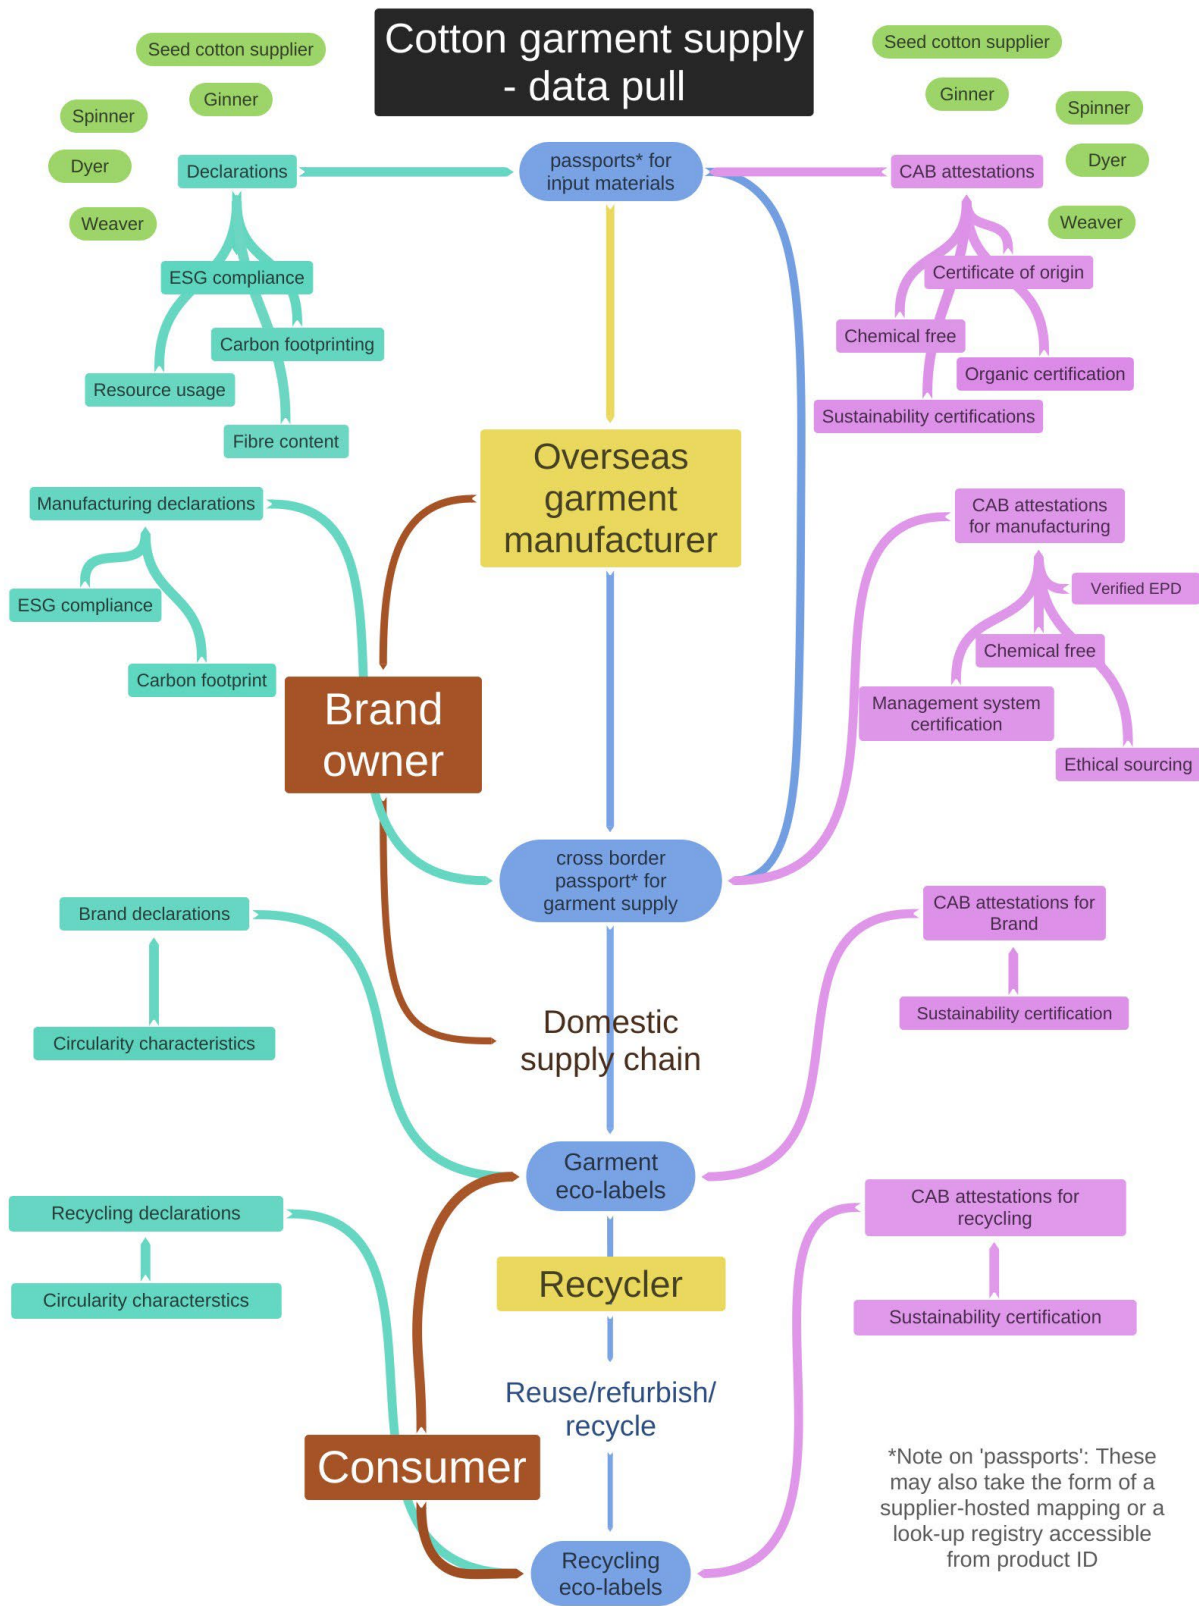 Cotton garment supply
- data pull
Seed cotton supplier
Ginner
Spinner
Dyer
Weaver
Seed cotton supplier
Ginner
Spinner
Dyer
Weaver
Declarations
passports* for
input materials
CAB attestations
ESG compliance
Carbon footprinting
Resource usage
Fibre content
Certificate of origin
Chemical free
Organic certification
Sustainability certifications
Overseas
garment
manufacturer
Manufacturing declarations
ESG compliance
Carbon footprint
CAB attestations
for manufacturing
Verified EPD
Chemical free
Management system
certification
Ethical sourcing
Brand
owner
cross border
passport* for
garment supply
Brand declarations
Circularity characteristics
CAB attestations for
Brand
Sustainability certification
Domestic
supply chain
Garment
eco-labels
Recycling declarations
Circularity characterstics
CAB attestations for
recycling
Sustainability certification
Recycler
Reuse/refurbish/
recycle
Consumer
Recycling
eco-labels
*Note on 'passports': These
may also take the form of a
supplier-hosted mapping or a
look-up registry accessible
from product ID